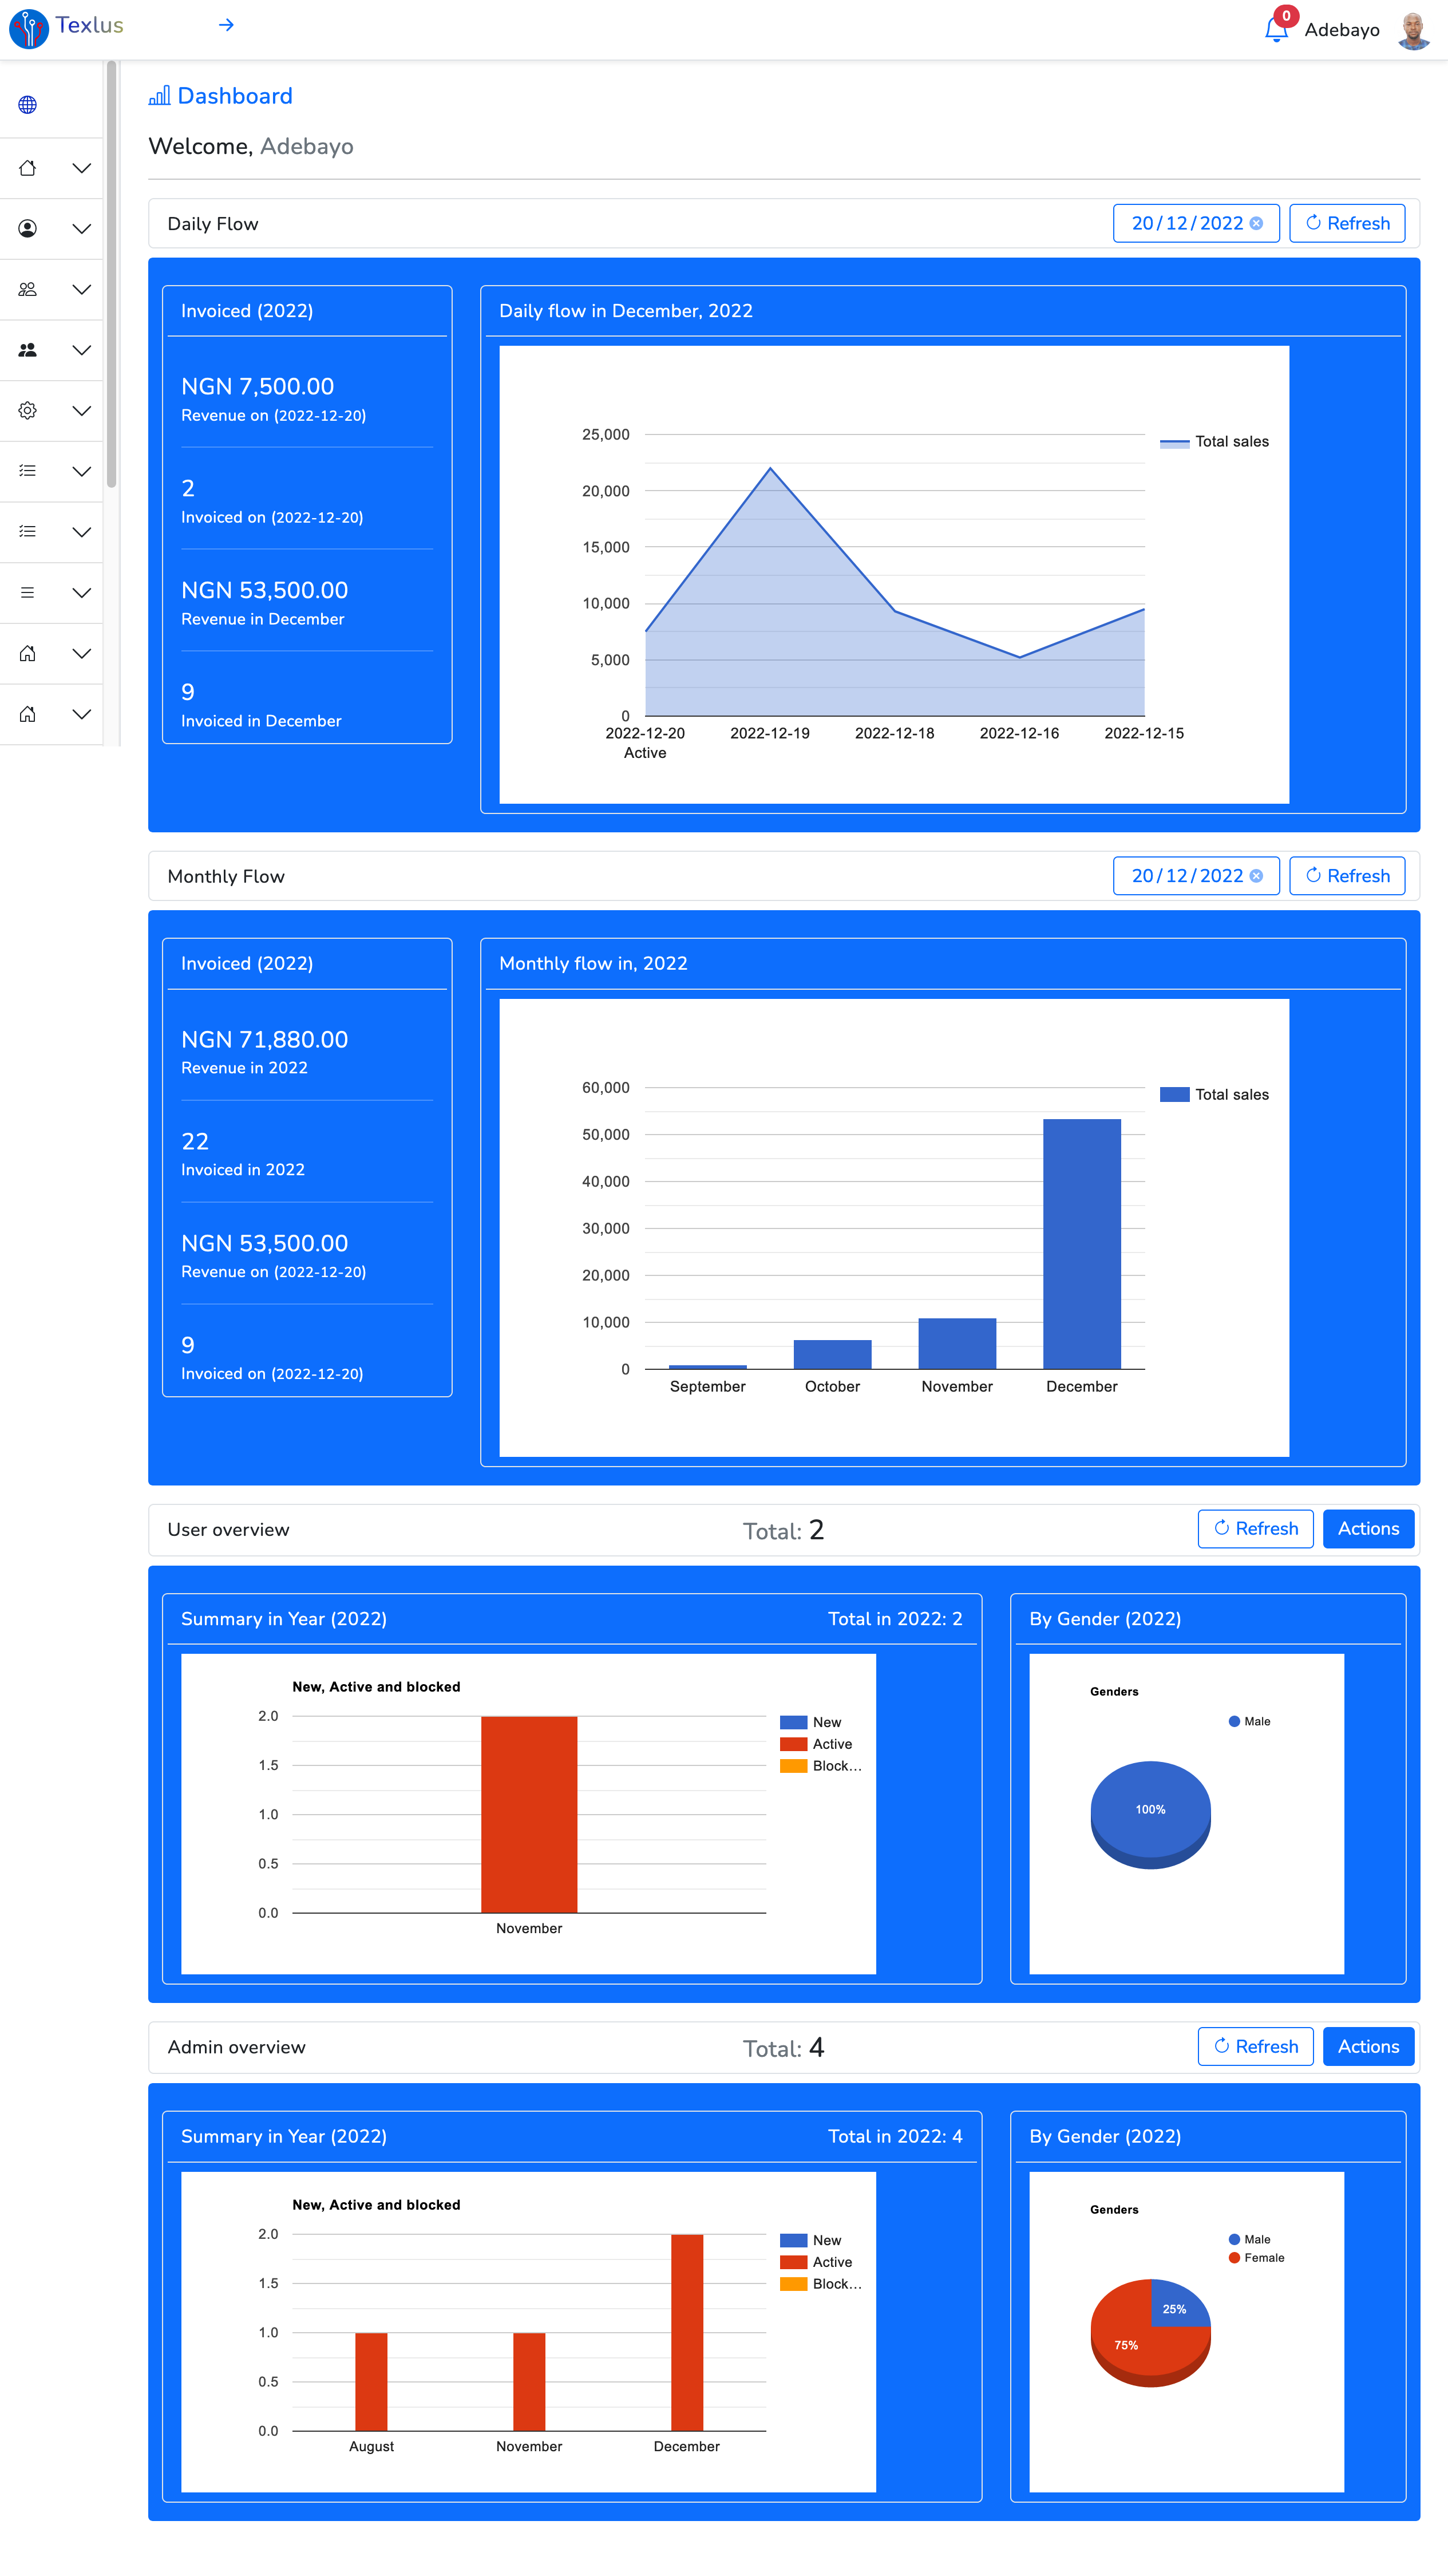 Texlus
0
Adebayo
Dashboard
Welcome, Adebayo
Daily Flow
20/12/2022
Refresh
Invoiced (2022)
NGN 7,500.00
Revenue on (2022-12-20)
2
Invoiced on (2022-12-20)
NGN 53,500.00
Revenue in December
9
Invoiced in December
Daily flow in December, 2022
25,000
20,000
15,000
10,000
5,000
0
2022-12-20 2022-12-19 2022-12-18 2022-12-16 2022-12-15
Active
Total sales
Monthly Flow
20/12/2022
Refresh
Invoiced (2022)
NGN 71,880.00
Revenue in 2022
22
Invoiced in 2022
NGN 53,500.00
Revenue on (2022-12-20)
9
Invoiced on (2022-12-20)
Monthly flow in, 2022
60,000
50,000
40,000
30,000
20,000
10,000
0
September October November December
Total sales
User overview
Total: 2
Refresh
Actions
Summary in Year (2022)
Total in 2022: 2
New, Active and blocked
2.0
1.5
1.0
0.5
0.0
November
New
Active
Block...
By Gender (2022)
Genders
Male
100%
Admin overview
Total: 4
Refresh
Actions
Summary in Year (2022)
Total in 2022: 4
New, Active and blocked
2.0
1.5
1.0
0.5
0.0
August November December
New
Active
Block...
By Gender (2022)
Genders
Male
Female
25%
75%